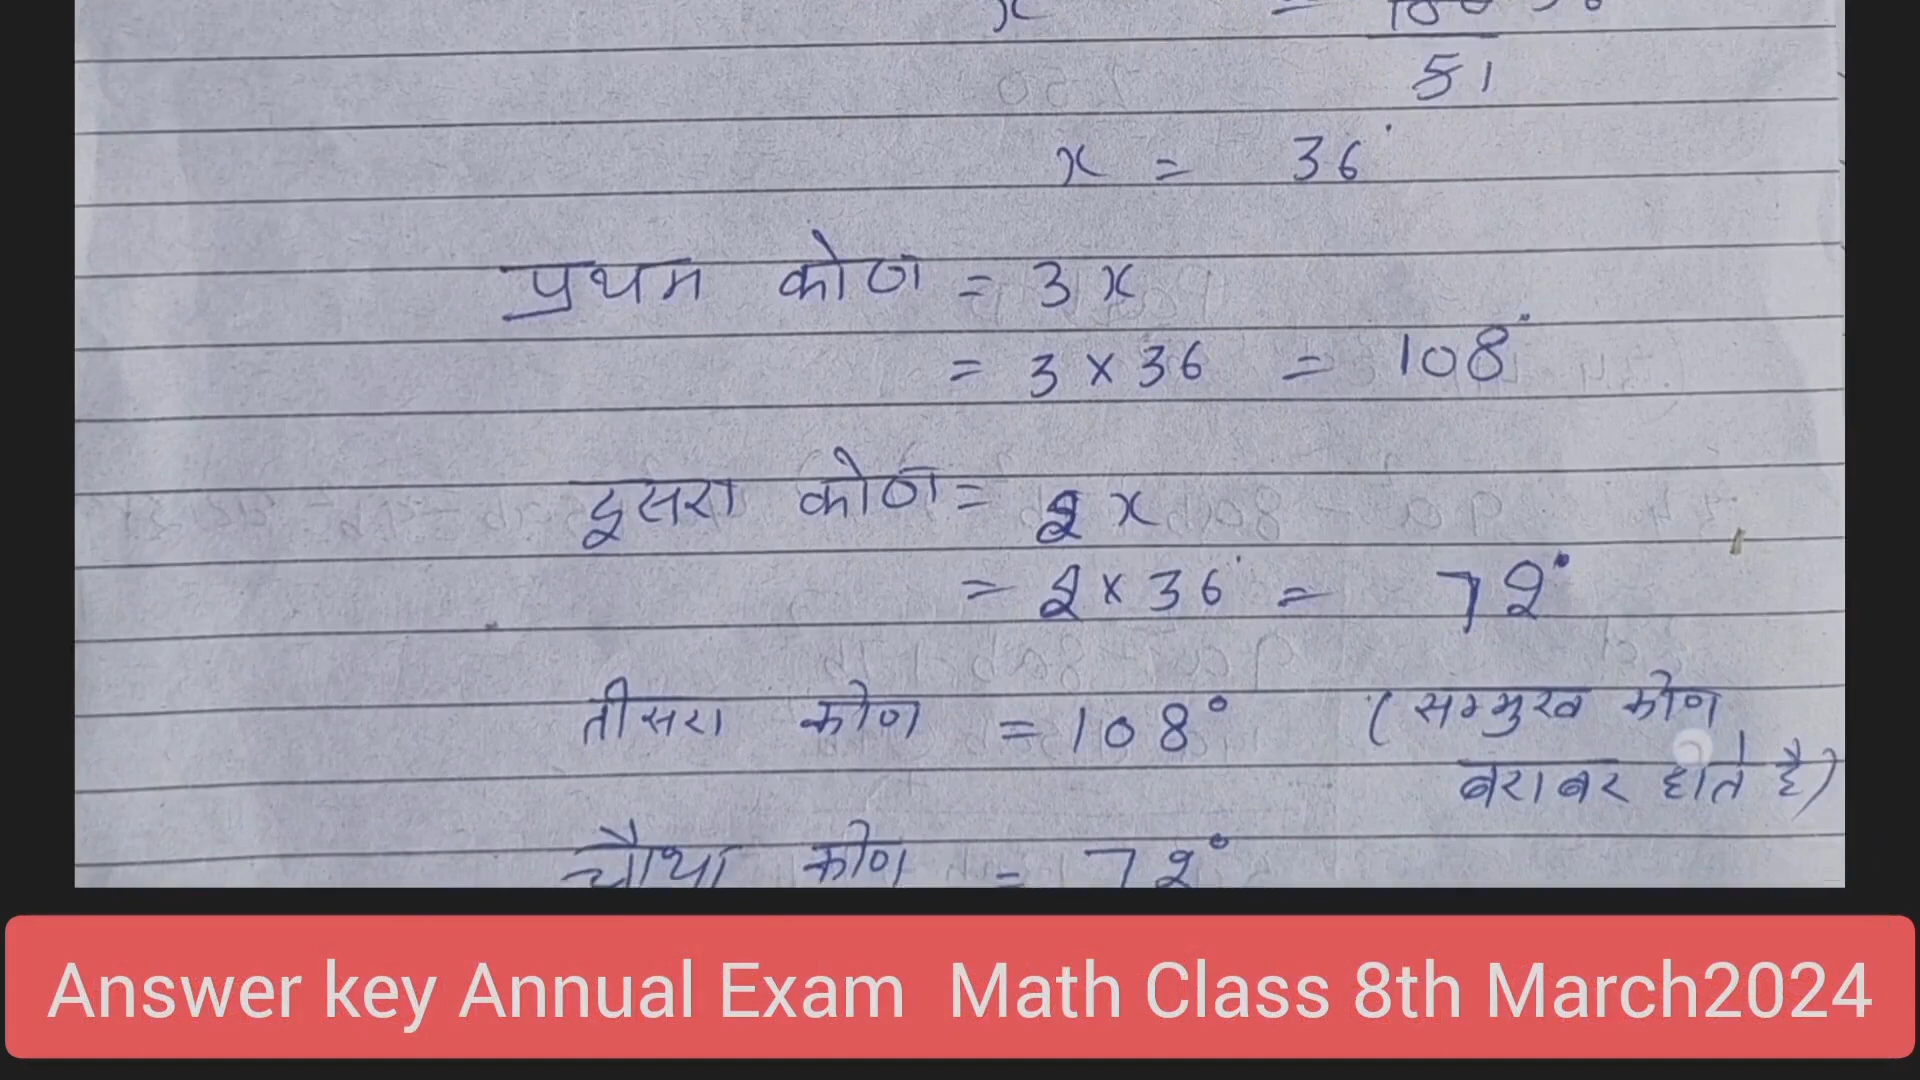 x =
51
x = 36°
प्रथम कोण = 3x
= 3 × 36 = 108°
दूसरा कोण = 2x
= 2 × 36° = 72°
तीसरा कोण = 108° (सम्मुख कोण
बराबर होते है)
चौथा कोण = 72°
Answer key Annual Exam Math Class 8th March2024